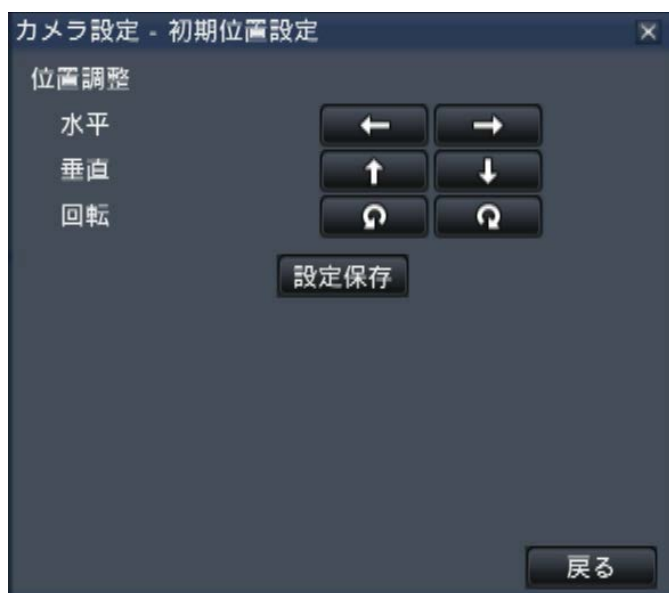 カメラ設定 - 初期位置設定
位置調整
水平
垂直
回転
設定保存
戻る